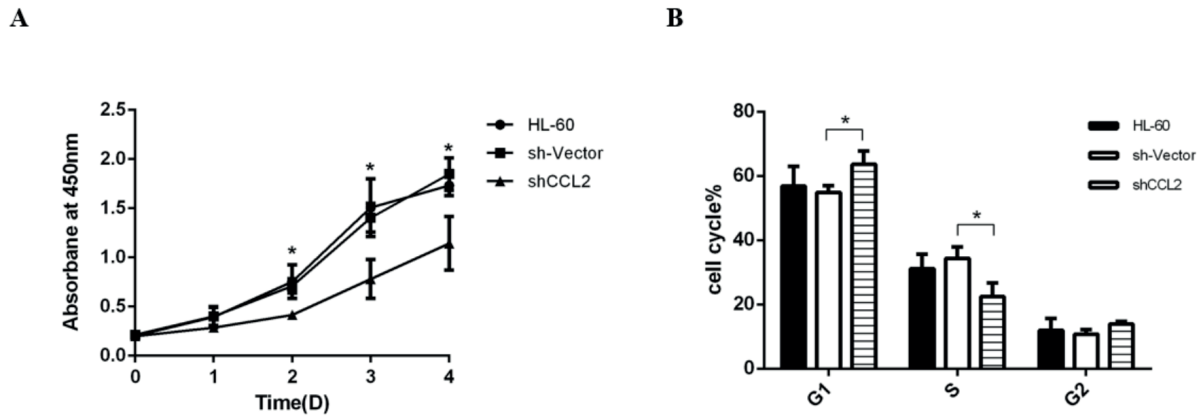 A
B
Absorbane at 450nm
2.5
2.0
1.5
1.0
0.5
0.0
*
*
*
0
1
2
3
4
Time(D)
HL-60
sh-Vector
shCCL2
cell cycle%
80
60
40
20
0
*
*
G1
S
G2
HL-60
sh-Vector
shCCL2